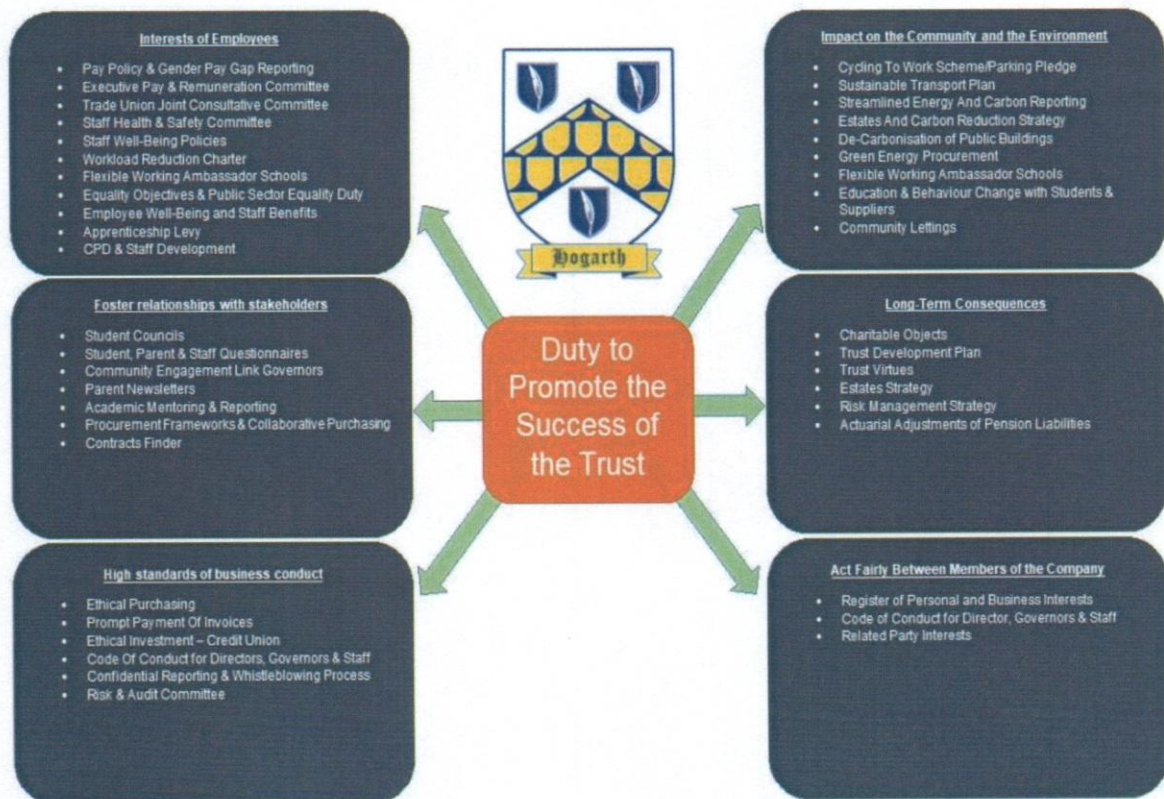 Interests of Employees
• Pay Policy & Gender Pay Gap Reporting
• Executive Pay & Remuneration Committee
• Trade Union Joint Consultative Committee
• Staff Health & Safety Committee
• Staff Well-Being Policies
• Workload Reduction Charter
• Flexible Working Ambassador Schools
• Equality Objectives & Public Sector Equality Duty
• Employee Well-Being and Staff Benefits
• Apprenticeship Levy
• CPD & Staff Development
Hogarth
Impact on the Community and the Environment
• Cycling To Work Scheme/Parking Pledge
• Sustainable Transport Plan
• Streamlined Energy And Carbon Reporting
• Estates And Carbon Reduction Strategy
• De-Carbonisation of Public Buildings
• Green Energy Procurement
• Flexible Working Ambassador Schools
• Education & Behaviour Change with Students &
Suppliers
• Community Lettings
Foster relationships with stakeholders
• Student Councils
• Student, Parent & Staff Questionnaires
• Community Engagement Link Governors
• Parent Newsletters
• Academic Mentoring & Reporting
• Procurement Frameworks & Collaborative Purchasing
• Contracts Finder
Duty to
Promote the
Success of
the Trust
Long-Term Consequences
• Charitable Objects
• Trust Development Plan
• Trust Virtues
• Estates Strategy
• Risk Management Strategy
• Actuarial Adjustments of Pension Liabilities
High standards of business conduct
• Ethical Purchasing
• Prompt Payment Of Invoices
• Ethical Investment – Credit Union
• Code Of Conduct for Directors, Governors & Staff
• Confidential Reporting & Whistleblowing Process
• Risk & Audit Committee
Act Fairly Between Members of the Company
• Register of Personal and Business Interests
• Code of Conduct for Director, Governors & Staff
• Related Party Interests